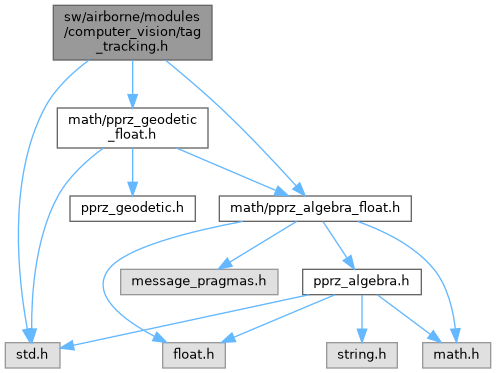 sw/airborne/modules
/computer_vision/tag
_tracking.h
math/pprz_geodetic
_float.h
pprz_geodetic.h
math/pprz_algebra_float.h
message_pragmas.h
pprz_algebra.h
std.h
float.h
string.h
math.h